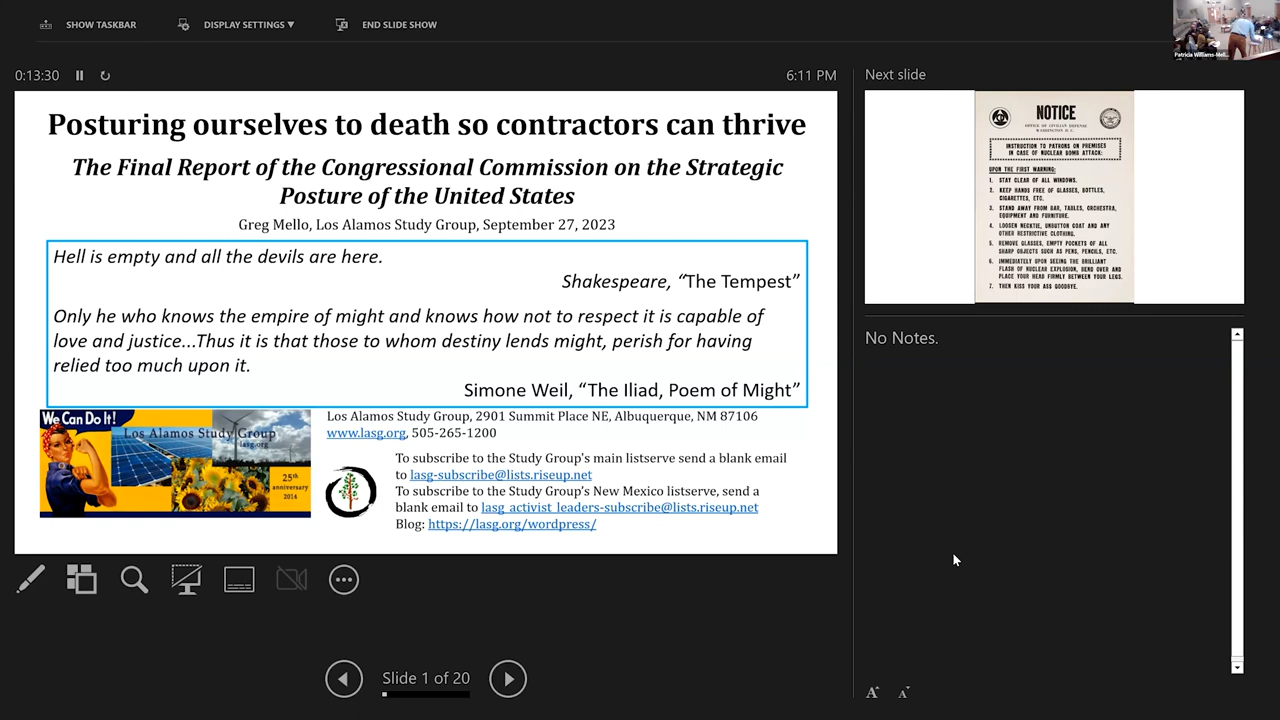 SHOW TASKBAR
DISPLAY SETTINGS ▼
END SLIDE SHOW
Patricia Williams-Mel...
0:13:30
6:11 PM
Posturing ourselves to death so contractors can thrive
The Final Report of the Congressional Commission on the Strategic
Posture of the United States
Greg Mello, Los Alamos Study Group, September 27, 2023
Hell is empty and all the devils are here.
Shakespeare, “The Tempest”
Only he who knows the empire of might and knows how not to respect it is capable of
love and justice...Thus it is that those to whom destiny lends might, perish for having
relied too much upon it.
Simone Weil, “The Iliad, Poem of Might”
We Can Do It!
Los Alamos Study Group
lasg.org
25th
anniversary
2014
Los Alamos Study Group, 2901 Summit Place NE, Albuquerque, NM 87106
www.lasg.org, 505-265-1200
To subscribe to the Study Group's main listserve send a blank email
to lasg-subscribe@lists.riseup.net
To subscribe to the Study Group’s New Mexico listserve, send a
blank email to lasg_activist_leaders-subscribe@lists.riseup.net
Blog: https://lasg.org/wordpress/
Slide 1 of 20
Next slide
NOTICE
OFFICE OF CIVILIAN DEFENSE
WASHINGTON D.C.
INSTRUCTION TO PATRONS ON PREMISES
IN CASE OF NUCLEAR BOMB ATTACK:
UPON THE FIRST WARNING:
1. STAY CLEAR OF ALL WINDOWS.
2. KEEP HANDS FREE OF GLASSES, BOTTLES,
CIGARETTES, ETC.
3. STAND AWAY FROM BAR, TABLES, ORCHESTRA,
EQUIPMENT AND FURNITURE.
4. LOOSEN NECKTIE, UNBUTTON COAT AND ANY
OTHER RESTRICTIVE CLOTHING.
5. REMOVE GLASSES, EMPTY POCKETS OF ALL
SHARP OBJECTS SUCH AS PENS, PENCILS, ETC.
6. IMMEDIATELY UPON SEEING THE BRILLIANT
FLASH OF NUCLEAR EXPLOSION, BEND OVER AND
PLACE YOUR HEAD FIRMLY BETWEEN YOUR LEGS.
7. THEN KISS YOUR ASS GOODBYE.
No Notes.
A
A